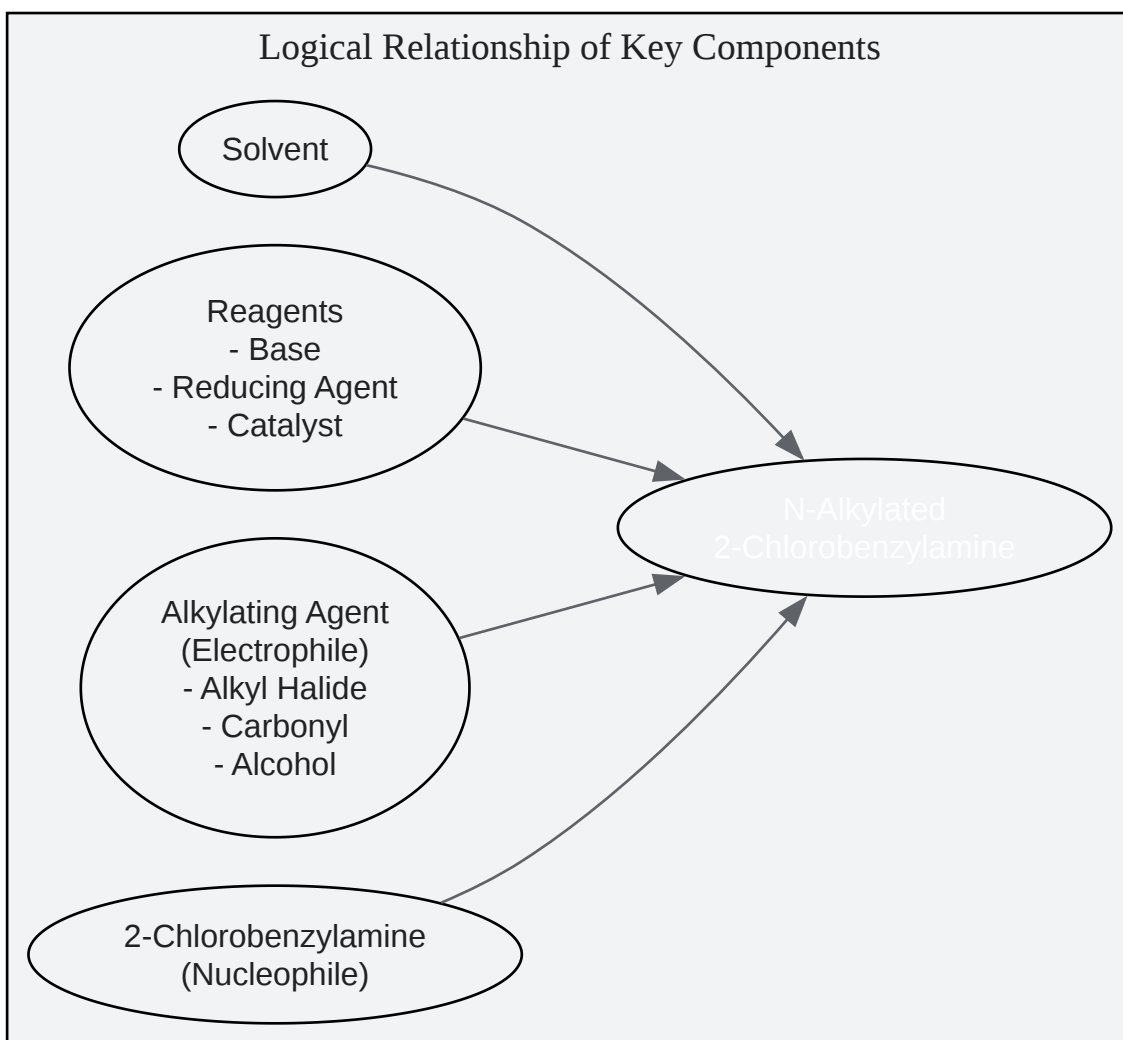 Logical Relationship of Key Components
Solvent
Reagents
- Base
- Reducing Agent
- Catalyst
N-Alkylated
2-Chlorobenzylamine
Alkylating Agent
(Electrophile)
- Alkyl Halide
- Carbonyl
- Alcohol
2-Chlorobenzylamine
(Nucleophile)